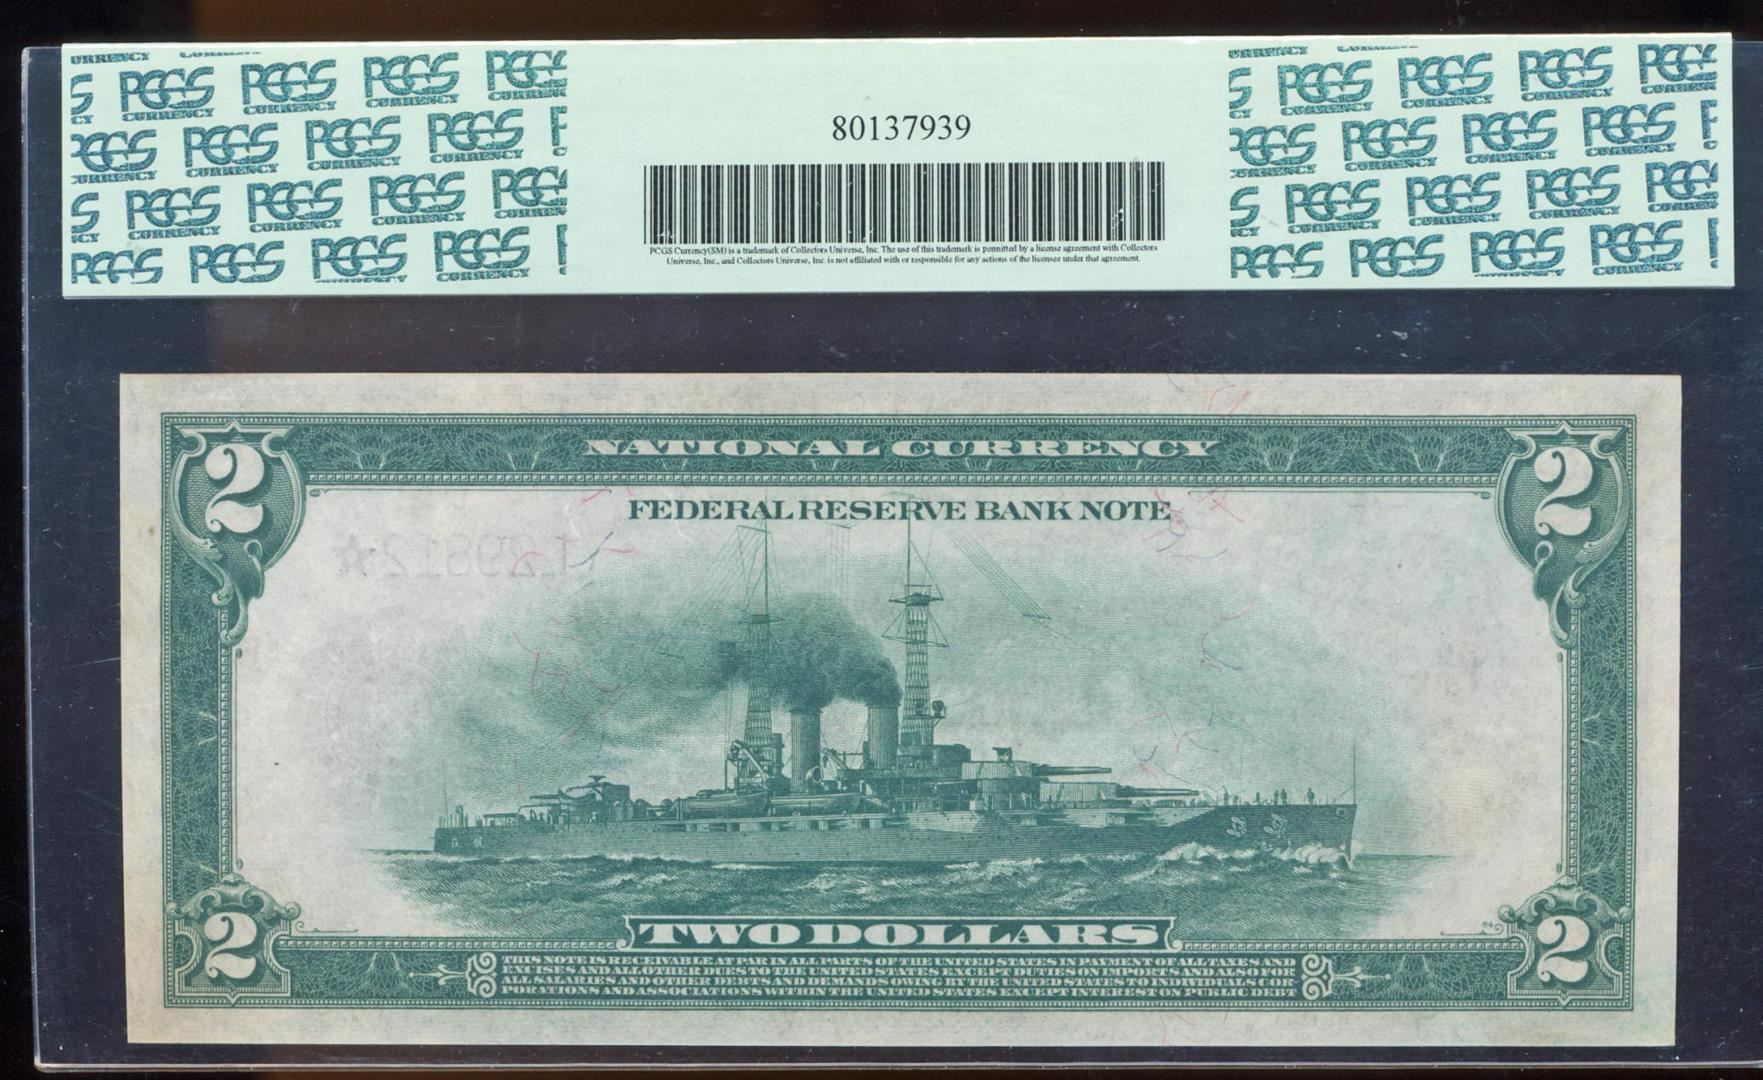 PCGS CURRENCY
80137939
PCGS Currency(SM) is a trademark of Collectors Universe, Inc. The use of this trademark is permitted by a license agreement with Collectors
Universe, Inc., and Collectors Universe, Inc. is not affiliated with or responsible for any actions of the licensee under that agreement.
2 NATIONAL CURRENCY 2
FEDERAL RESERVE BANK NOTE
L29812★
2 TWO DOLLARS 2
THIS NOTE IS RECEIVABLE AT PAR IN ALL PARTS OF THE UNITED STATES IN PAYMENT OF ALL TAXES AND
EXCISES AND ALL OTHER DUES TO THE UNITED STATES EXCEPT DUTIES ON IMPORTS AND ALSO FOR
ALL SALARIES AND OTHER DEBTS AND DEMANDS OWING BY THE UNITED STATES TO INDIVIDUALS COR
PORATIONS AND ASSOCIATIONS WITHIN THE UNITED STATES EXCEPT INTEREST ON PUBLIC DEBT